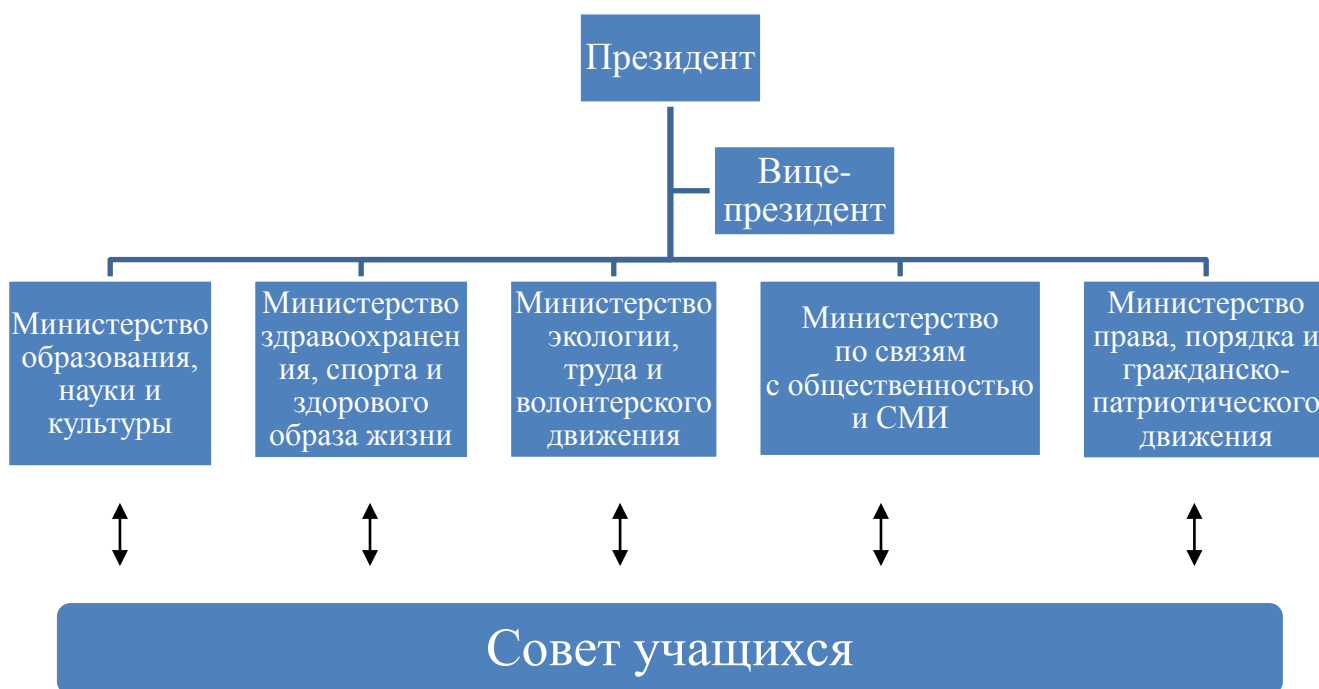 Президент
Вице-
президент
Министерство
образования,
науки и
культуры
Министерство
здравоохранен
ия, спорта и
здорового
образа жизни
Министерство
экологии,
труда и
волонтерского
движения
Министерство
по связям
с общественностью
и СМИ
Министерство
права, порядка и
гражданско-
патриотического
движения
Совет учащихся